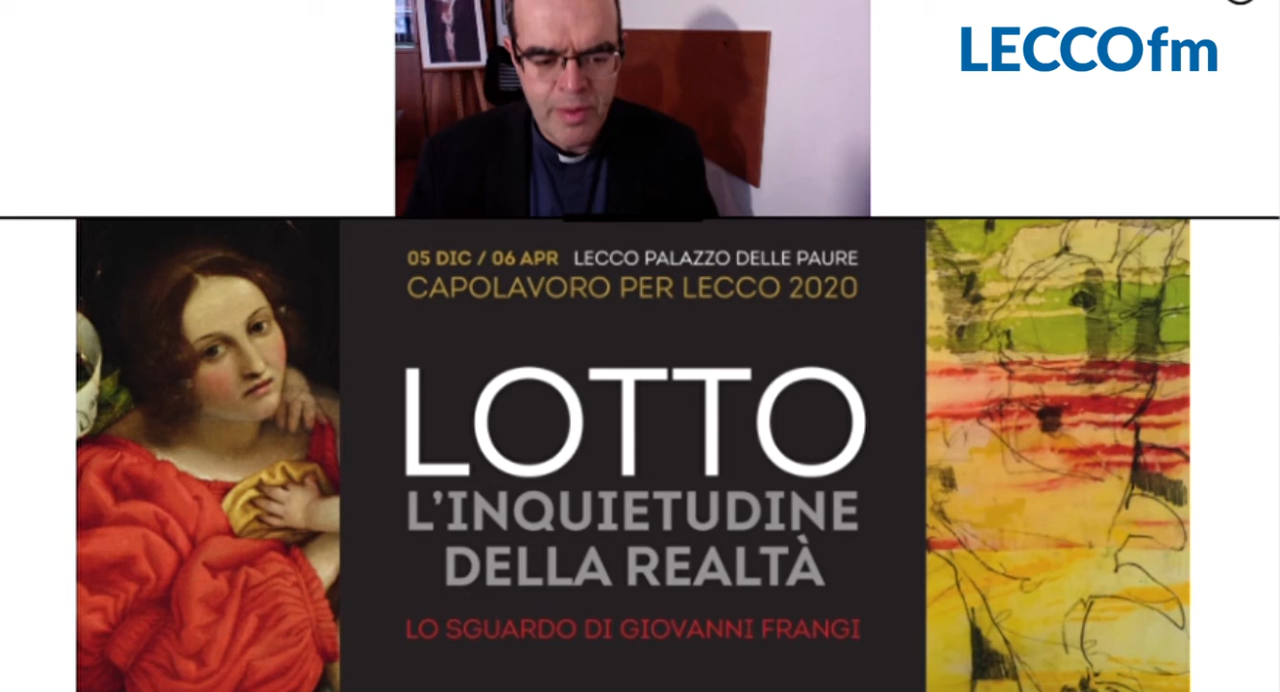 LECCOfm
05 DIC / 06 APR LECCO PALAZZO DELLE PAURE
CAPOLAVORO PER LECCO 2020
LOTTO
L'INQUIETUDINE
DELLA REALTÀ
LO SGUARDO DI GIOVANNI FRANGI